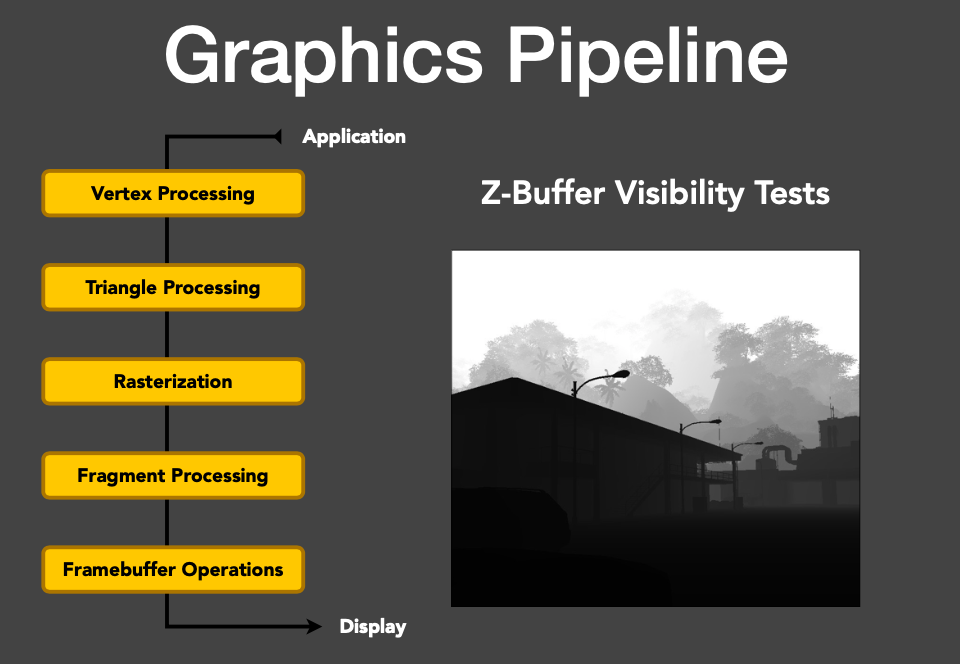 Graphics Pipeline
Application
Vertex Processing
Triangle Processing
Rasterization
Fragment Processing
Framebuffer Operations
Display
Z-Buffer Visibility Tests